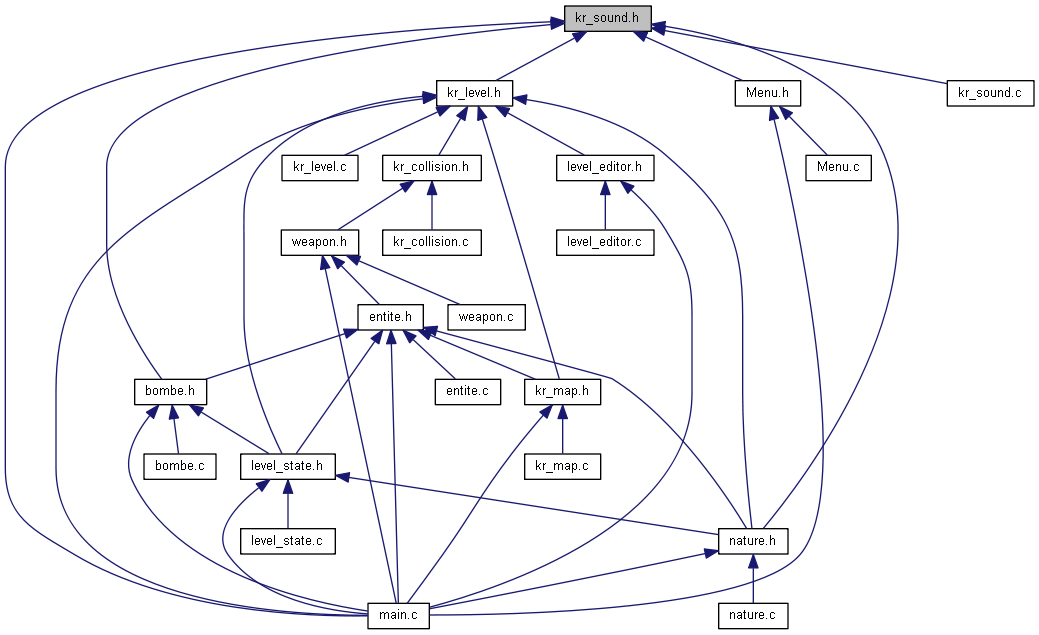 kr_sound.h
kr_level.h
Menu.h
kr_sound.c
kr_level.c
kr_collision.h
level_editor.h
Menu.c
weapon.h
kr_collision.c
level_editor.c
entite.h
weapon.c
bombe.h
entite.c
kr_map.h
bombe.c
level_state.h
kr_map.c
level_state.c
nature.h
main.c
nature.c